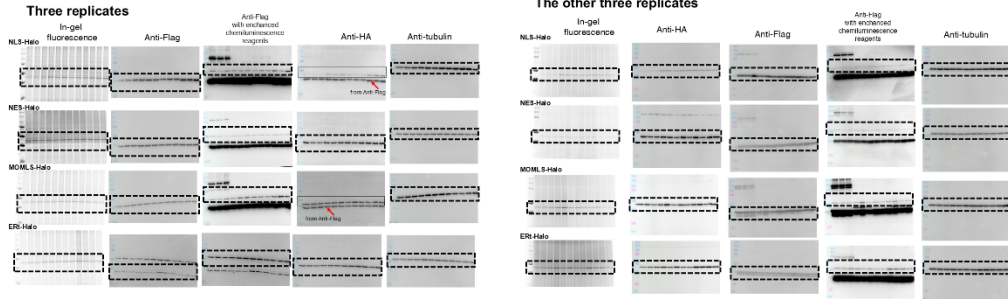 Three replicates
In-gel
fluorescence
Anti-Flag
Anti-Flag
with enchanced
chemiluminescence
reagents
Anti-HA
Anti-tubulin
NLS-Halo
from Anti-Flag
NES-Halo
MOMLS-Halo
from Anti-Flag
ERt-Halo
The other three replicates
In-gel
fluorescence
Anti-HA
Anti-Flag
Anti-Flag
with enchanced
chemiluminescence
reagents
Anti-tubulin
NLS-Halo
NES-Halo
MOMLS-Halo
ERt-Halo